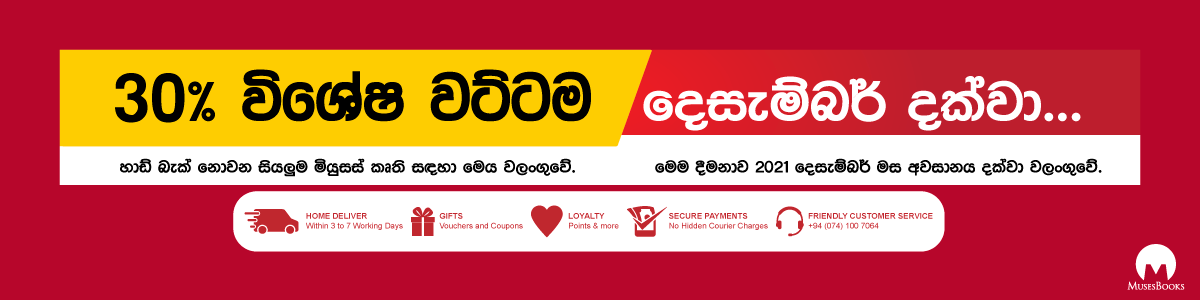 30% විශේෂ වට්ටම දෙසැම්බර් දක්වා...
හාඩ් බැක් නොවන සියලුම මියුසස් කෘති සඳහා මෙය වලංගුවේ. මෙම දීමනාව 2021 දෙසැම්බර් මස අවසානය දක්වා වලංගුවේ.
HOME DELIVER
Within 3 to 7 Working Days
GIFTS
Vouchers and Coupons
LOYALTY
Points & more
SECURE PAYMENTS
No Hidden Courier Charges
FRIENDLY CUSTOMER SERVICE
+94 (074) 100 7064
MUSESBOOKS